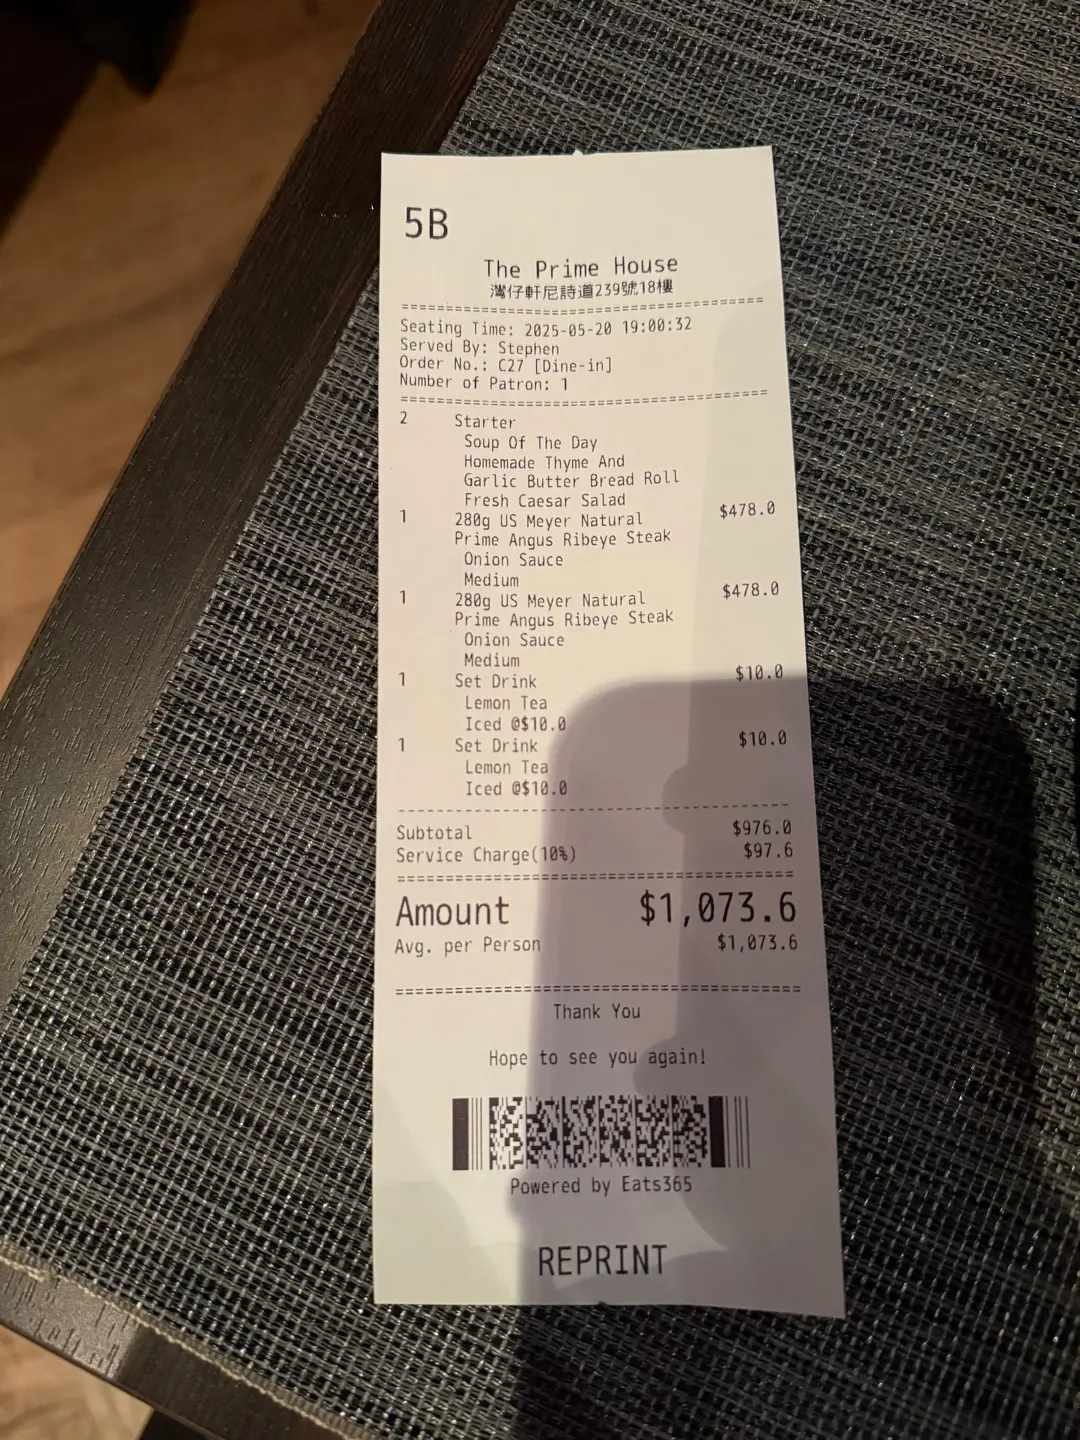 5B
The Prime House
灣仔軒尼詩道239號18樓
Seating Time: 2025-05-20 19:00:32
Served By: Stephen
Order No.: C27 [Dine-in]
Number of Patron: 1
2 Starter
Soup Of The Day
Homemade Thyme And
Garlic Butter Bread Roll
Fresh Caesar Salad
1 280g US Meyer Natural $478.0
Prime Angus Ribeye Steak
Onion Sauce
Medium
1 280g US Meyer Natural $478.0
Prime Angus Ribeye Steak
Onion Sauce
Medium
1 Set Drink $10.0
Lemon Tea
Iced @$10.0
1 Set Drink $10.0
Lemon Tea
Iced @$10.0
Subtotal $976.0
Service Charge(10%) $97.6
Amount $1,073.6
Avg. per Person $1,073.6
Thank You
Hope to see you again!
Powered by Eats365
REPRINT